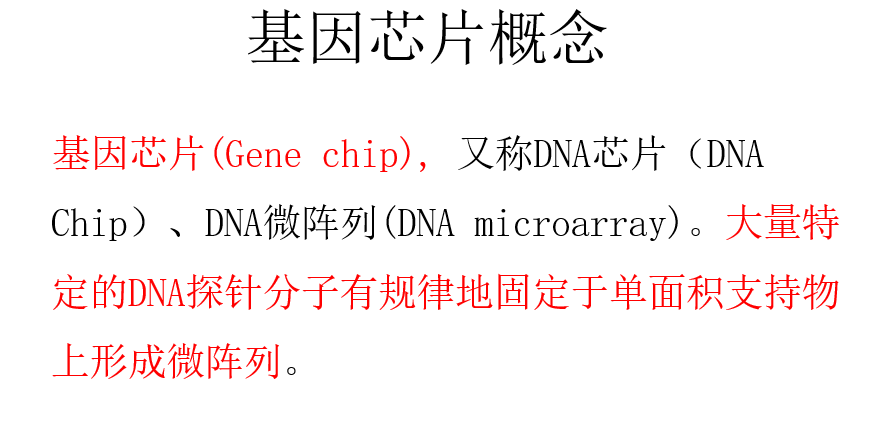 基因芯片概念
基因芯片(Gene chip), 又称DNA芯片（DNA
Chip）、DNA微阵列(DNA microarray)。大量特
定的DNA探针分子有规律地固定于单面积支持物
上形成微阵列。